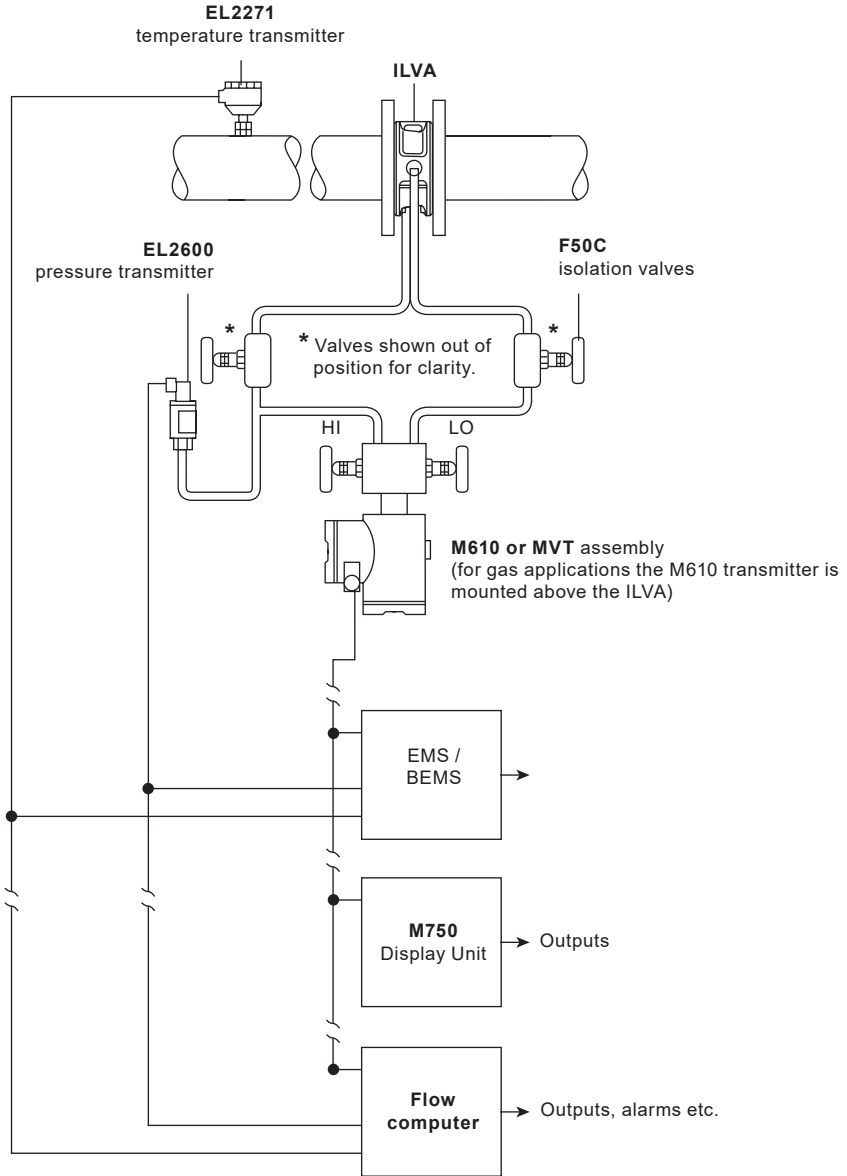 EL2271
temperature transmitter
ILVA
EL2600
pressure transmitter
F50C
isolation valves
*
* Valves shown out of
position for clarity.
*
HI
LO
M610 or MVT assembly
(for gas applications the M610 transmitter is
mounted above the ILVA)
EMS /
BEMS
M750
Display Unit
Outputs
Flow
computer
Outputs, alarms etc.